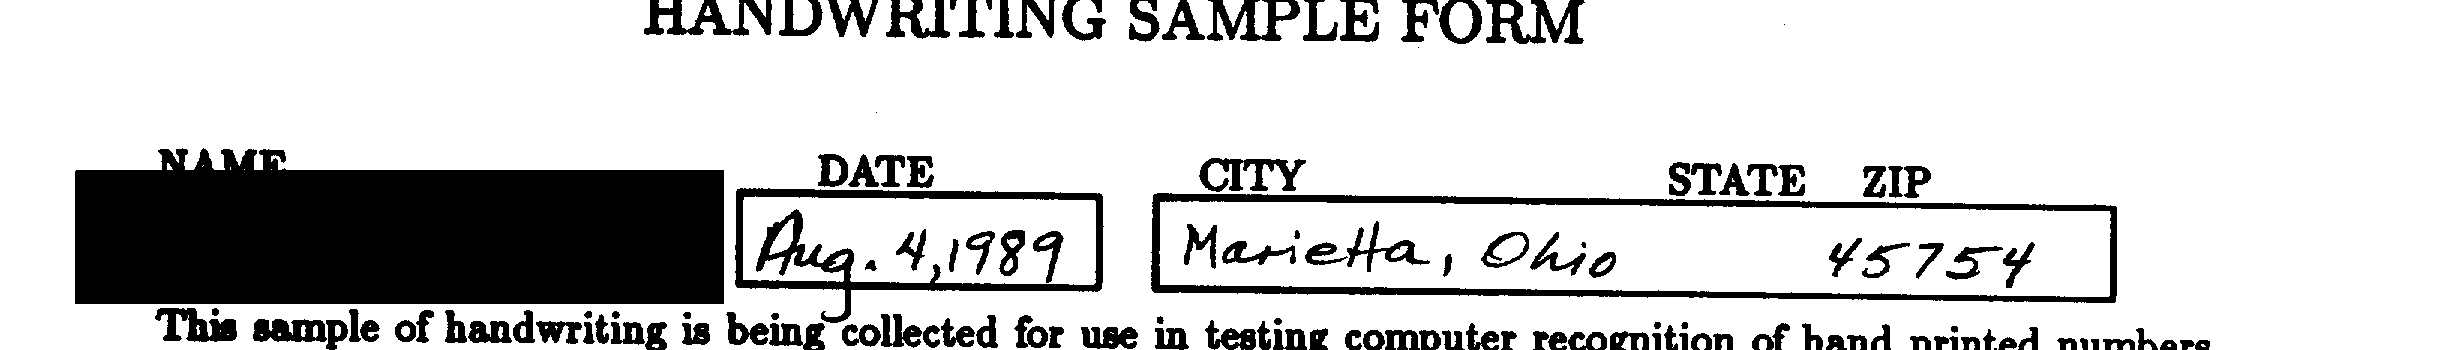 HANDWRITING SAMPLE FORM
NAME DATE CITY STATE ZIP
Aug. 4, 1989 Marietta, Ohio 45754
This sample of handwriting is being collected for use in testing computer recognition of hand printed numbers